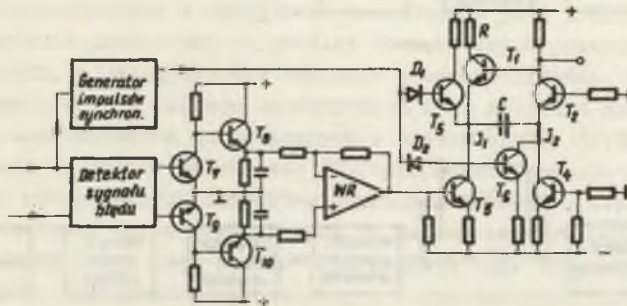 Generator
impulsów
synchron.
Detektor
sygnału
błędu
T7
T8
T9
T10
WR
D1
D2
R
T1
T2
T5
C
J1
J2
T6
T5
T4
+
+
+
-
+